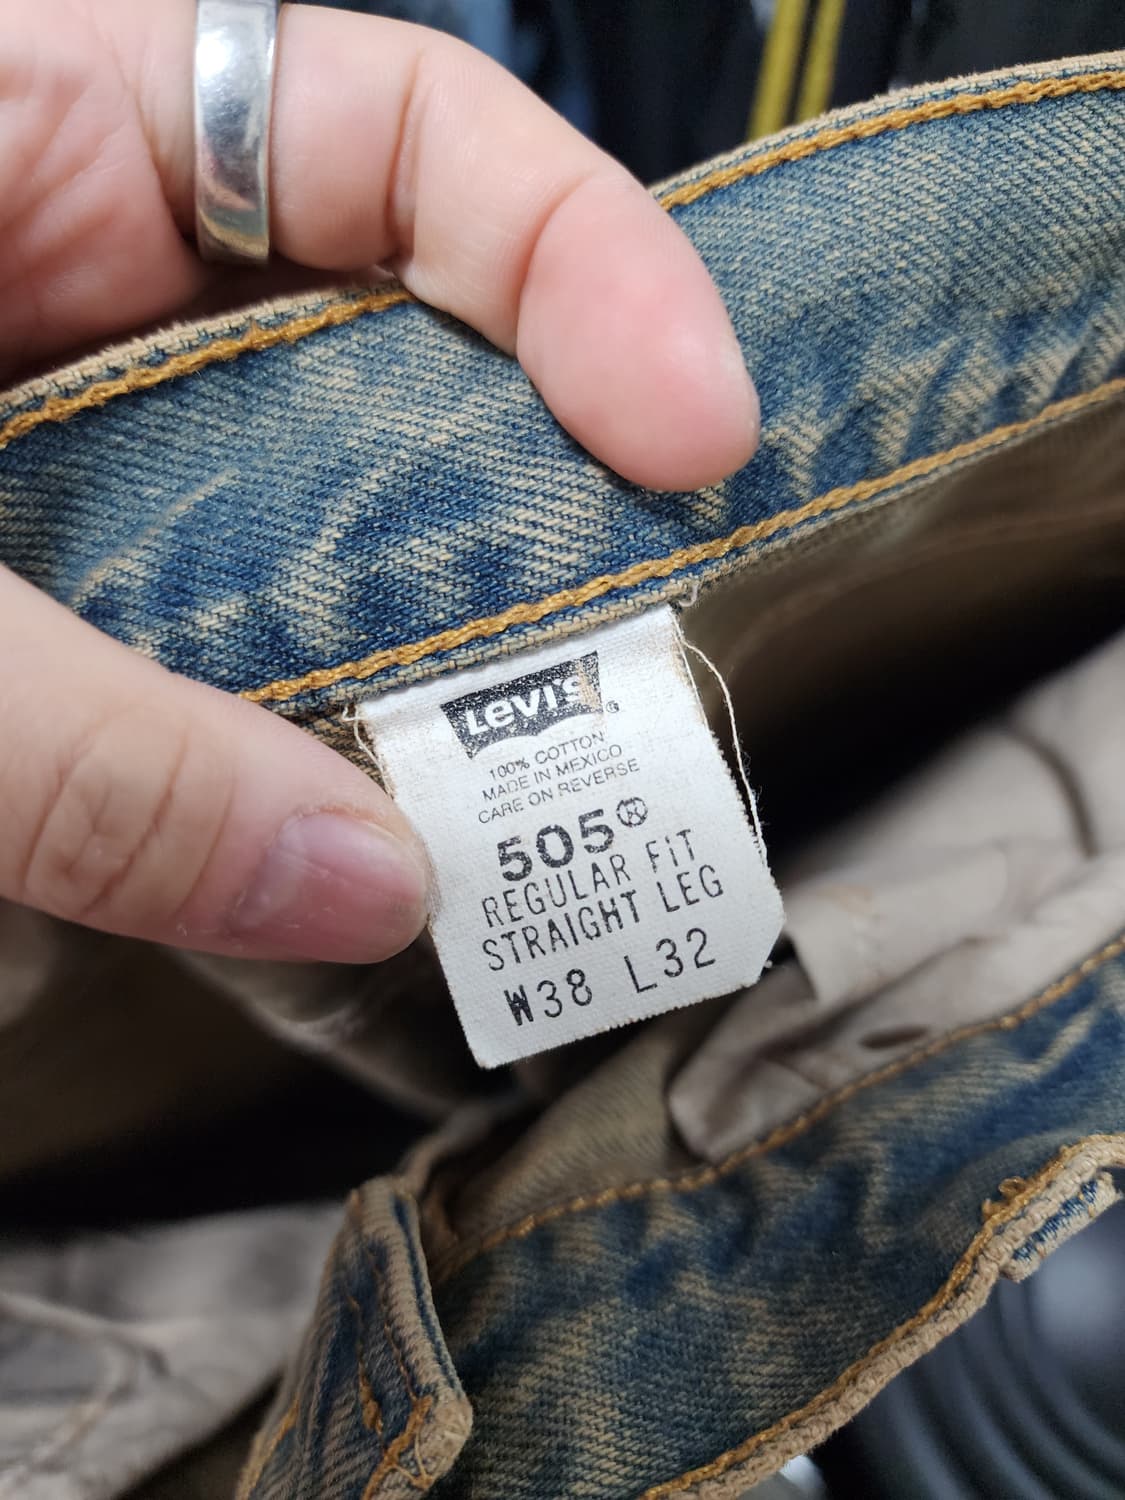 Levi's®
100% COTTON
MADE IN MEXICO
CARE ON REVERSE
505®
REGULAR FIT
STRAIGHT LEG
W38 L32